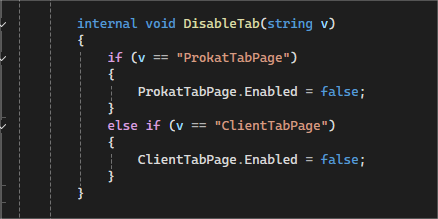 internal void DisableTab(string v)
{
if (v == "ProkatTabPage")
{
ProkatTabPage.Enabled = false;
}
else if (v == "ClientTabPage")
{
ClientTabPage.Enabled = false;
}
}